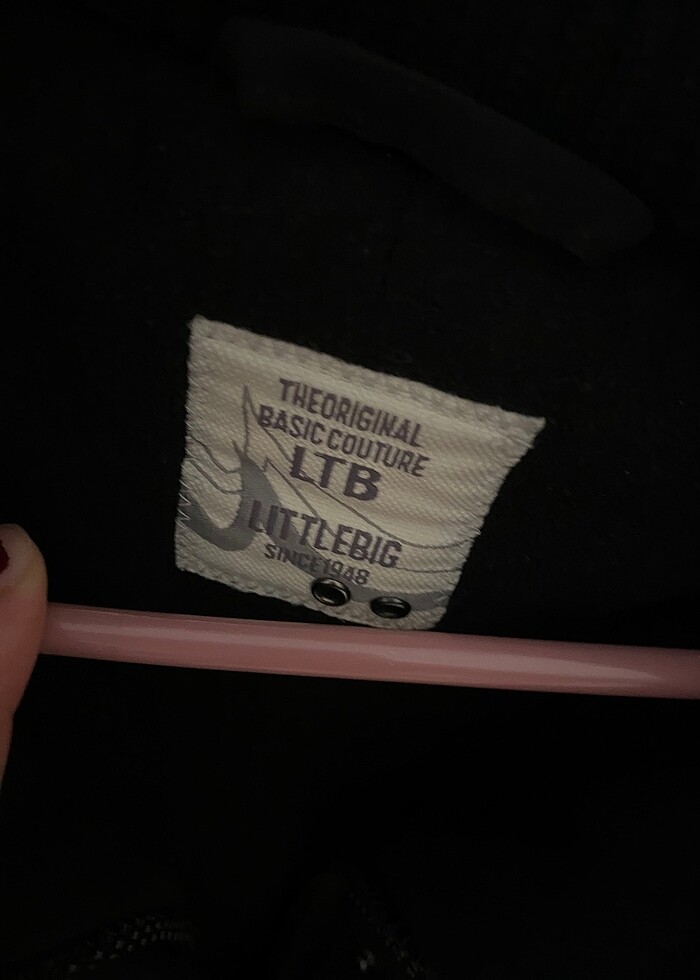 THEORIGINAL
BASIC COUTURE
LTB
LITTLEBIG
SINCE1948